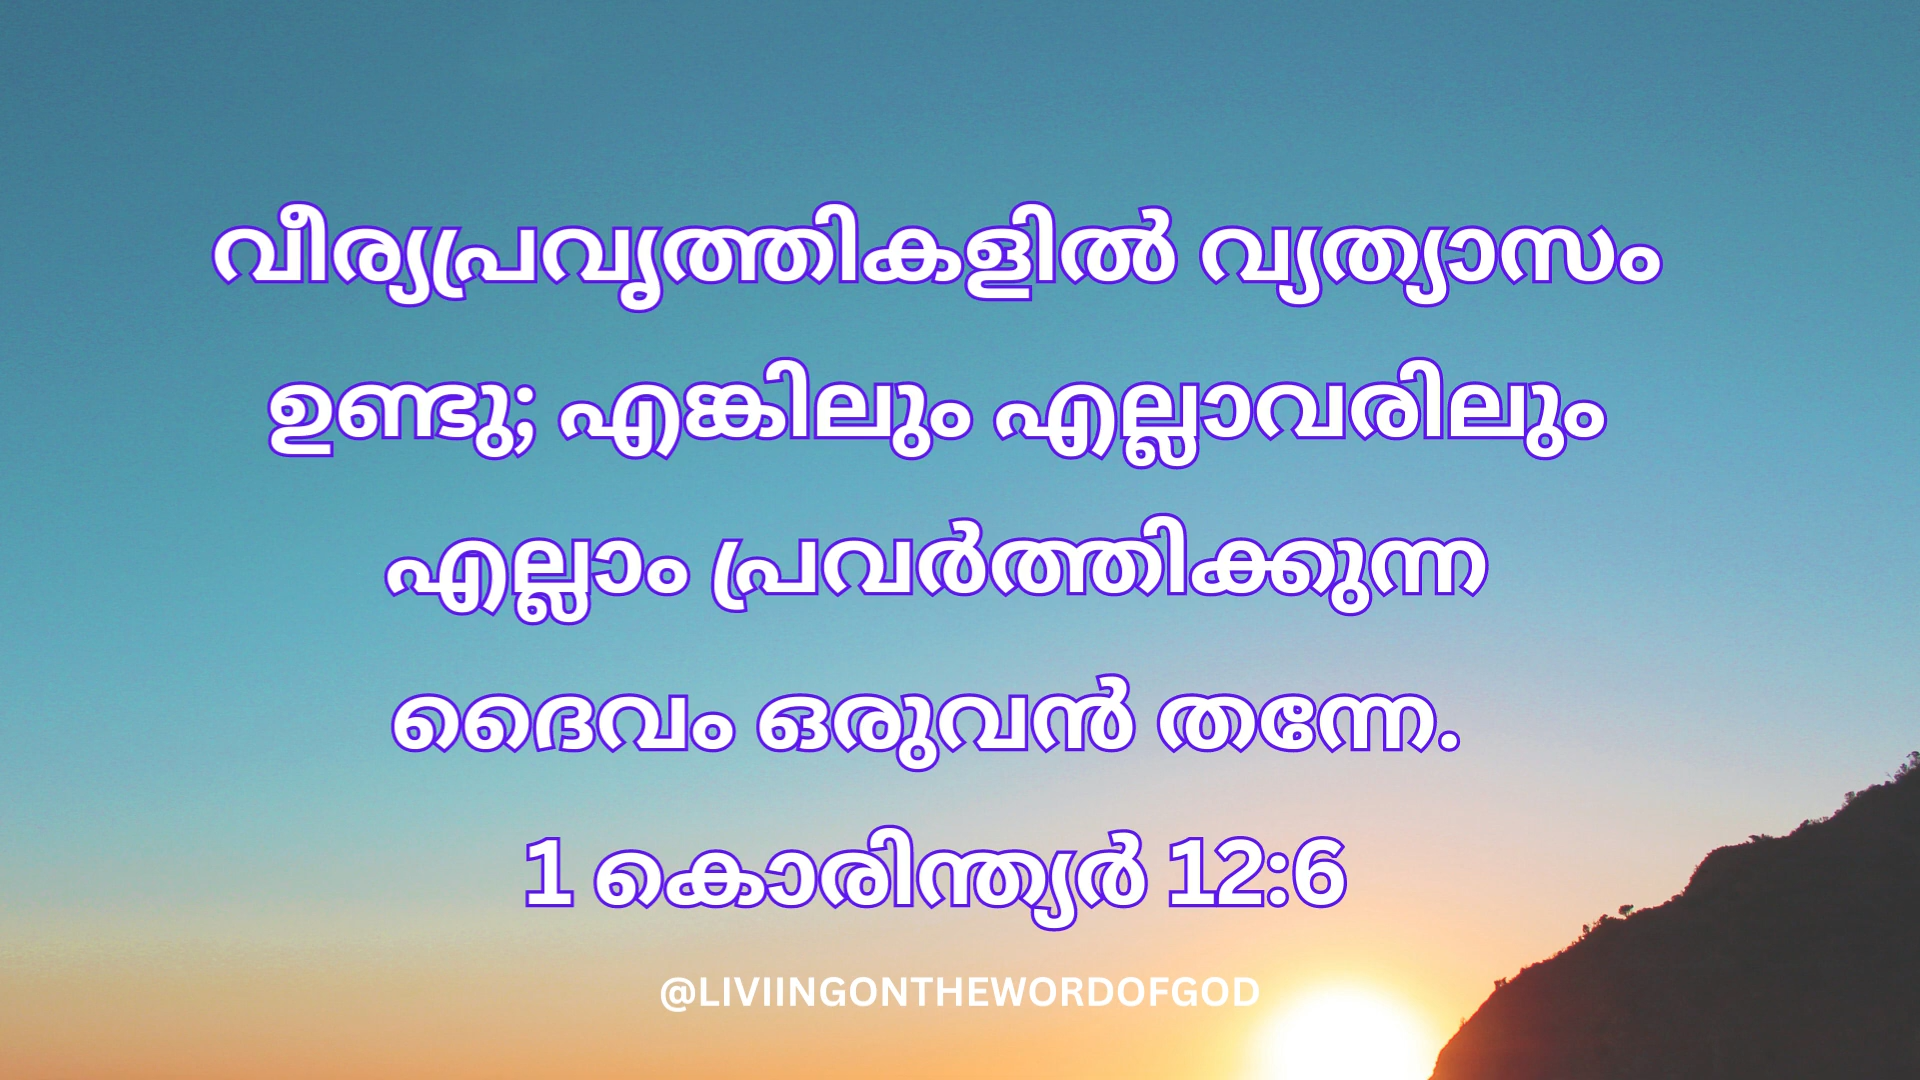 വീര്യപ്രവൃത്തികളിൽ വ്യത്യാസം
ഉണ്ടു; എങ്കിലും എല്ലാവരിലും
എല്ലാം പ്രവർത്തിക്കുന്ന
ദൈവം ഒരുവൻ തന്നേ.
1 കൊരിന്ത്യർ 12:6
@LIVIINGONTHEWORDOFGOD